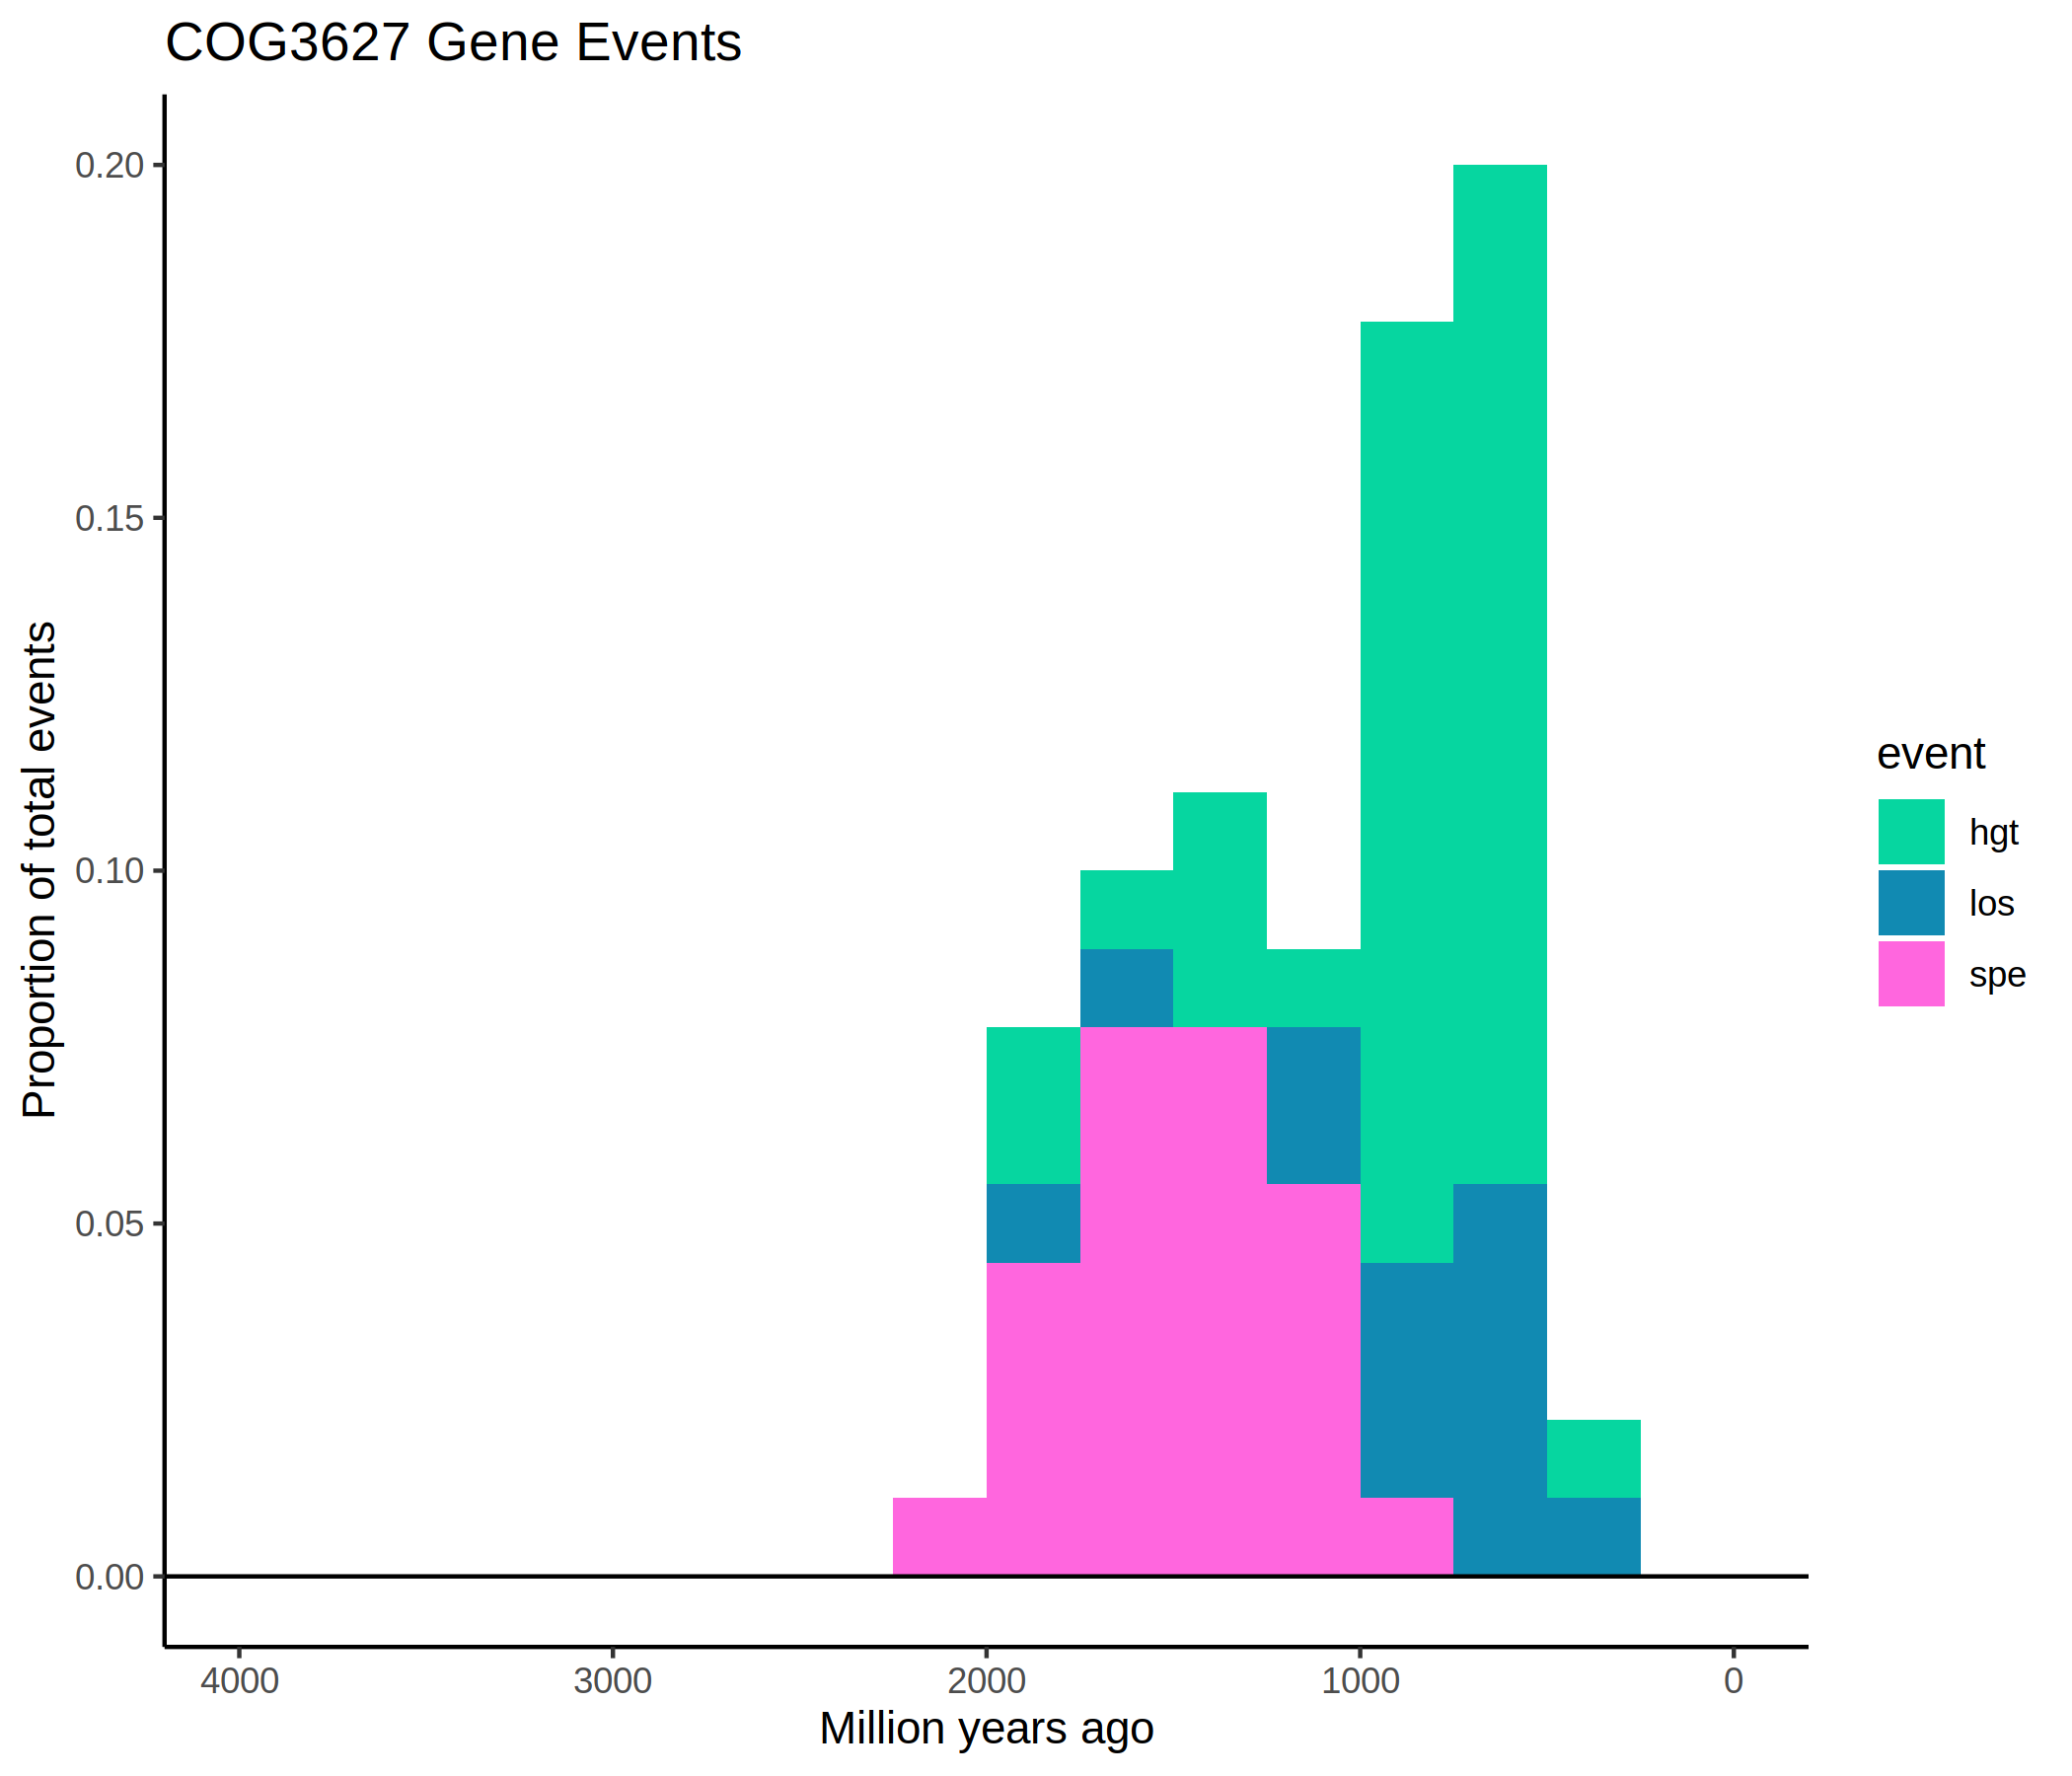 COG3627 Gene Events
Proportion of total events
0.20
0.15
0.10
0.05
0.00
4000 3000 2000 1000 0
Million years ago
event
hgt
los
spe